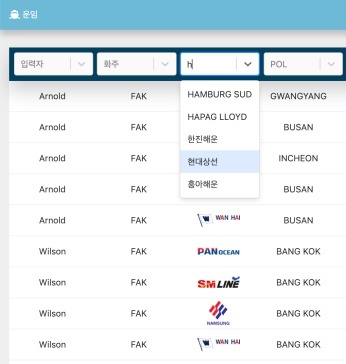 운임
입력자 화주 h POL
HAMBURG SUD
HAPAG LLOYD
한진해운
현대상선
흥아해운
Arnold FAK GWANGYANG
Arnold FAK BUSAN
Arnold FAK INCHEON
Arnold FAK BUSAN
Arnold FAK WAN HAI BUSAN
Wilson FAK PAN OCEAN BANG KOK
Wilson FAK SM LINE BANG KOK
Wilson FAK NAMSUNG BANG KOK
Wilson FAK WAN HAI BANG KOK